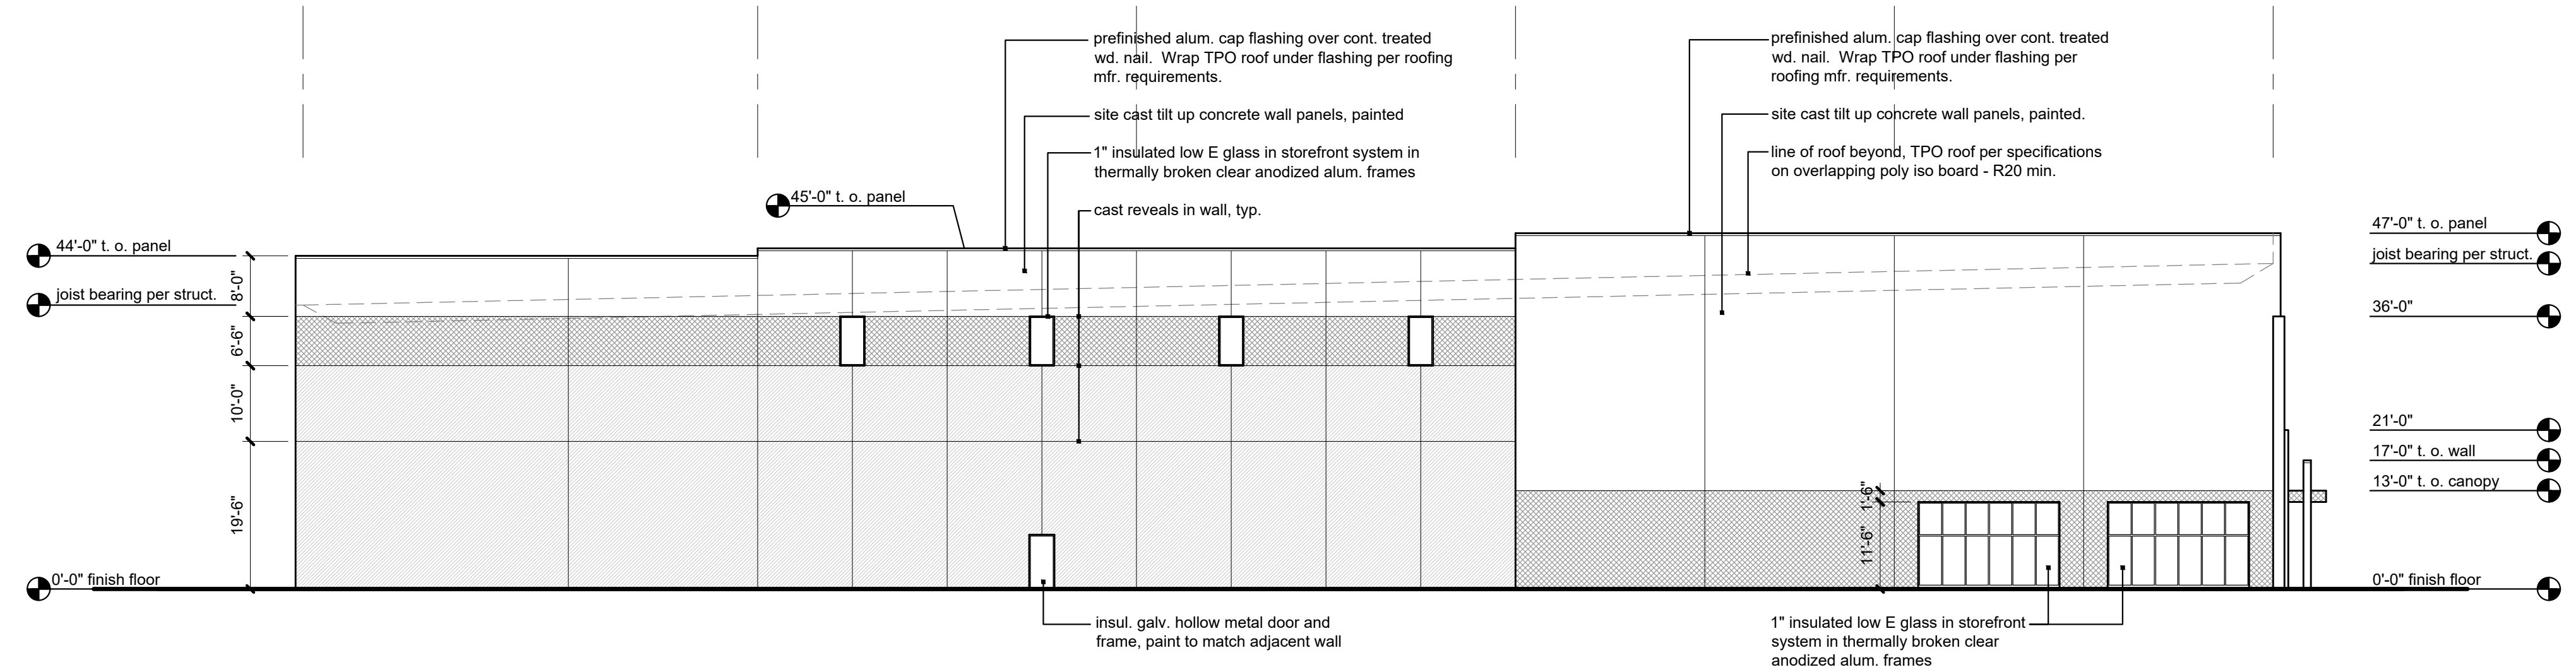 prefinished alum. cap flashing over cont. treated
wd. nail.  Wrap TPO roof under flashing per roofing
mfr. requirements.
site cast tilt up concrete wall panels, painted
1" insulated low E glass in storefront system in
thermally broken clear anodized alum. frames
cast reveals in wall, typ.
prefinished alum. cap flashing over cont. treated
wd. nail.  Wrap TPO roof under flashing per
roofing mfr. requirements.
site cast tilt up concrete wall panels, painted.
line of roof beyond, TPO roof per specifications
on overlapping poly iso board - R20 min.
45'-0" t. o. panel
44'-0" t. o. panel
joist bearing per struct.
0'-0" finish floor
8'-0"
6'-6"
10'-0"
19'-6"
1'-6"
11'-6"
47'-0" t. o. panel
joist bearing per struct.
36'-0"
21'-0"
17'-0" t. o. wall
13'-0" t. o. canopy
0'-0" finish floor
insul. galv. hollow metal door and
frame, paint to match adjacent wall
1" insulated low E glass in storefront
system in thermally broken clear
anodized alum. frames